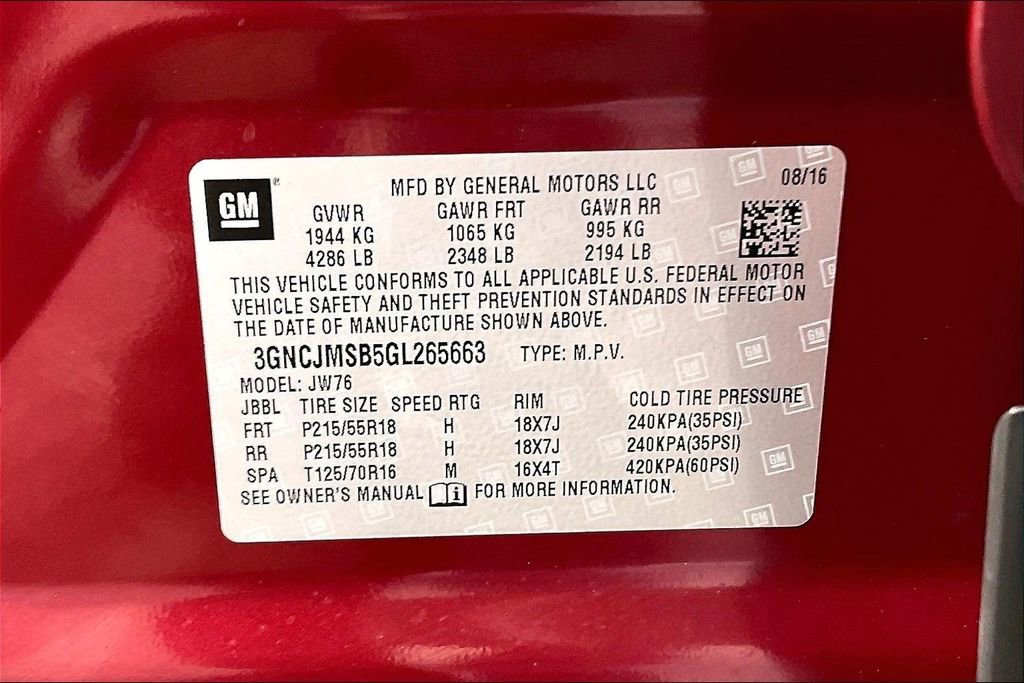 GM
MFD BY GENERAL MOTORS LLC 08/16
GVWR GAWR FRT GAWR RR
1944 KG 1065 KG 995 KG
4286 LB 2348 LB 2194 LB
THIS VEHICLE CONFORMS TO ALL APPLICABLE U.S. FEDERAL MOTOR
VEHICLE SAFETY AND THEFT PREVENTION STANDARDS IN EFFECT ON
THE DATE OF MANUFACTURE SHOWN ABOVE.
3GNCJMSB5GL265663 TYPE: M.P.V.
MODEL: JW76
JBBL TIRE SIZE SPEED RTG RIM COLD TIRE PRESSURE
FRT P215/55R18 H 18X7J 240KPA(35PSI)
RR P215/55R18 H 18X7J 240KPA(35PSI)
SPA T125/70R16 M 16X4T 420KPA(60PSI)
SEE OWNER'S MANUAL i FOR MORE INFORMATION.